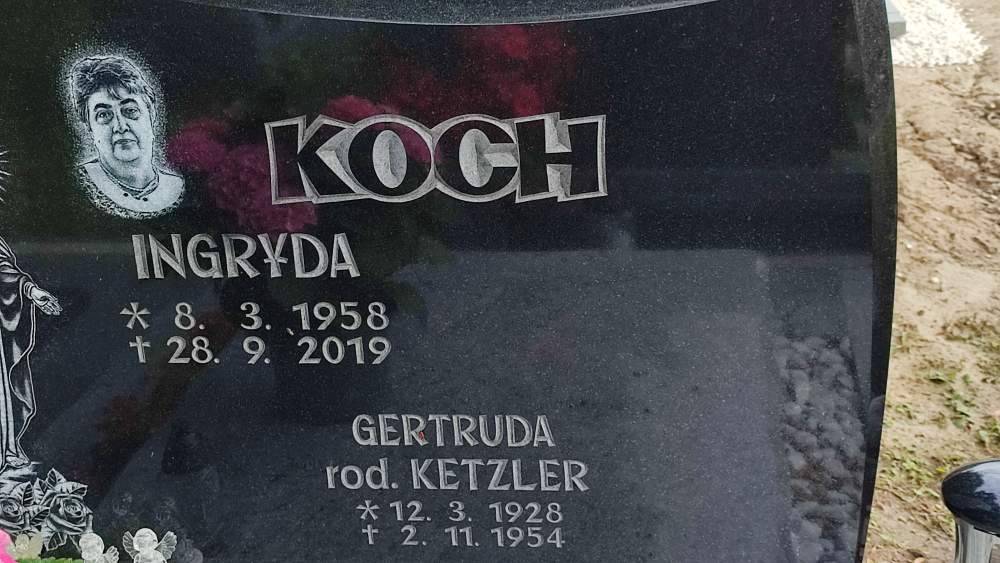 KOCH
INGRYDA
* 8. 3. 1958
† 28. 9. 2019
GERTRUDA
rod. KETZLER
* 12. 3. 1928
† 2. 11. 1954